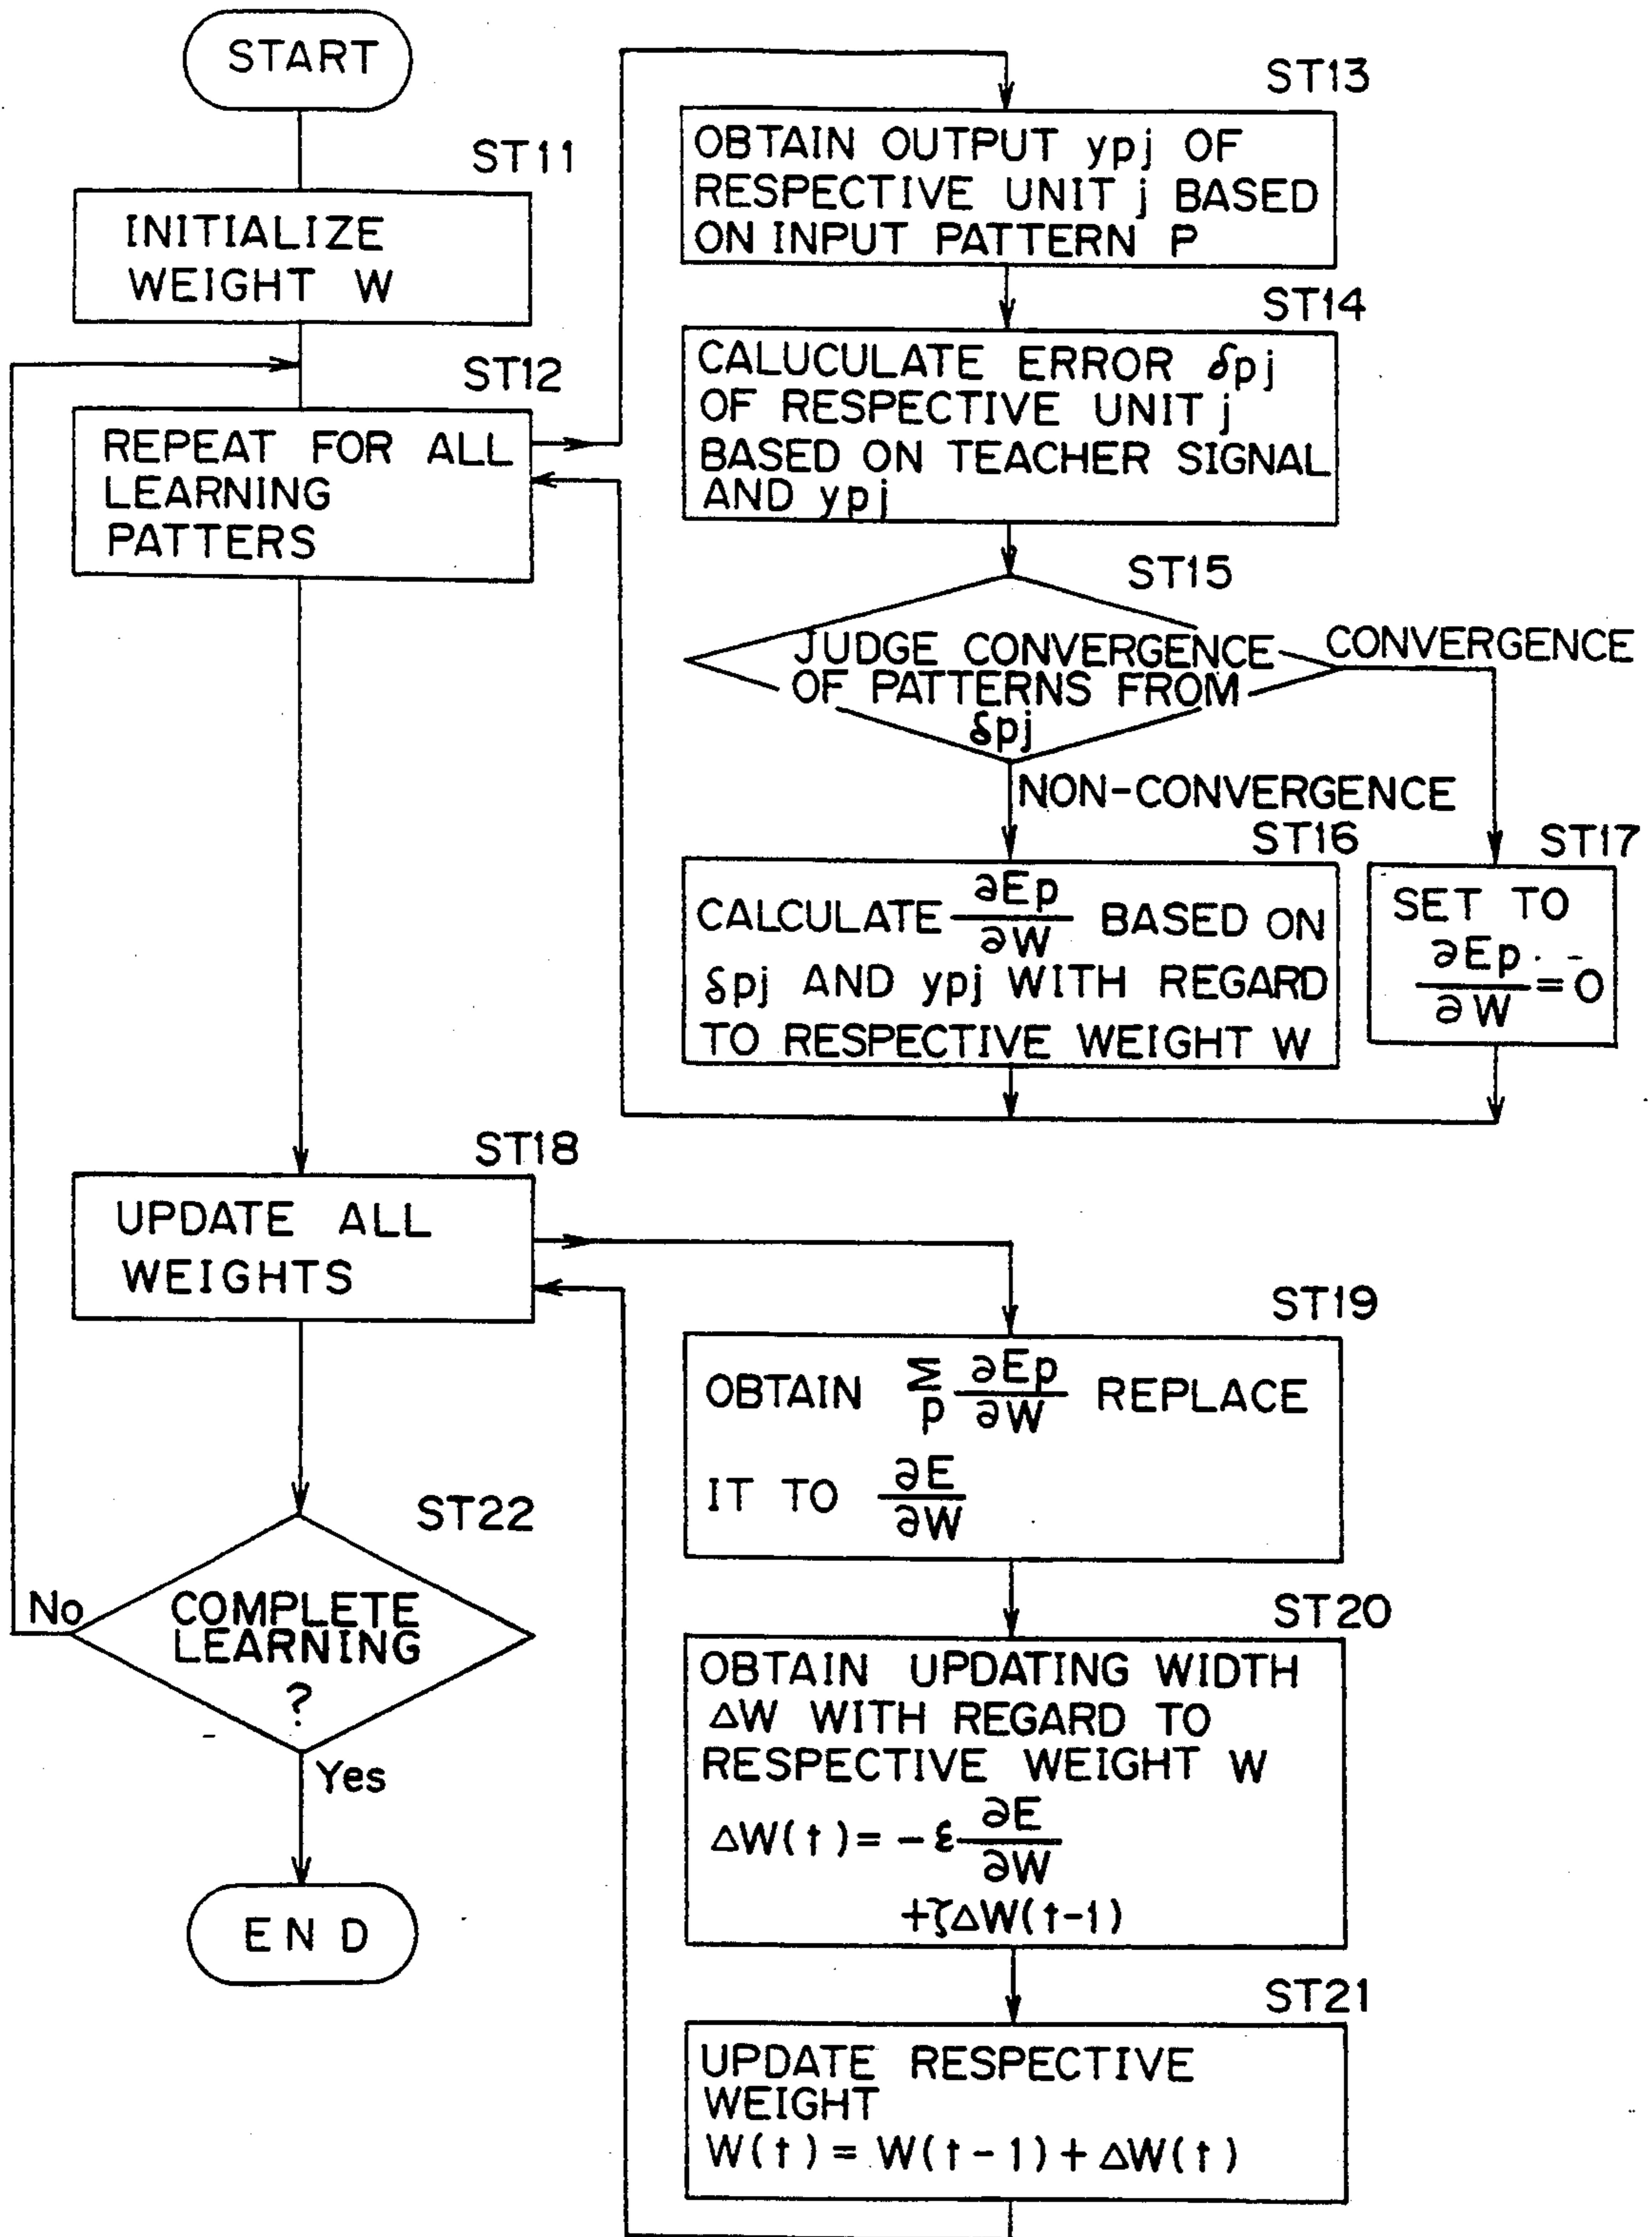 START
ST11
INITIALIZE
WEIGHT W
ST12
REPEAT FOR ALL
LEARNING
PATTERS
ST13
OBTAIN OUTPUT ypj OF
RESPECTIVE UNIT j BASED
ON INPUT PATTERN P
ST14
CALUCULATE ERROR δpj
OF RESPECTIVE UNIT j
BASED ON TEACHER SIGNAL
AND ypj
ST15
JUDGE CONVERGENCE
OF PATTERNS FROM
δpj
CONVERGENCE
NON-CONVERGENCE
ST16
CALCULATE ∂Ep/∂W BASED ON
δpj AND ypj WITH REGARD
TO RESPECTIVE WEIGHT W
ST17
SET TO
∂Ep/∂W = 0
ST18
UPDATE ALL
WEIGHTS
ST19
OBTAIN Σp ∂Ep/∂W REPLACE
IT TO ∂E/∂W
ST20
OBTAIN UPDATING WIDTH
ΔW WITH REGARD TO
RESPECTIVE WEIGHT W
ΔW(t) = -ε ∂E/∂W
+ζΔW(t-1)
ST21
UPDATE RESPECTIVE
WEIGHT
W(t) = W(t-1) + ΔW(t)
ST22
COMPLETE
LEARNING
?
No
Yes
END